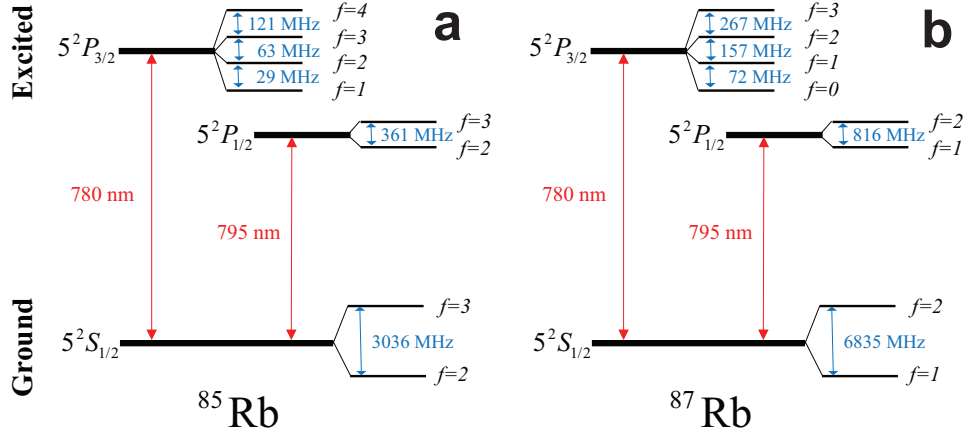 a
Excited
5²P₃/₂
121 MHz
63 MHz
29 MHz
f=4
f=3
f=2
f=1
5²P₁/₂
361 MHz
f=3
f=2
780 nm
795 nm
Ground
5²S₁/₂
3036 MHz
f=3
f=2
⁸⁵Rb
b
5²P₃/₂
267 MHz
157 MHz
72 MHz
f=3
f=2
f=1
f=0
5²P₁/₂
816 MHz
f=2
f=1
780 nm
795 nm
5²S₁/₂
6835 MHz
f=2
f=1
⁸⁷Rb